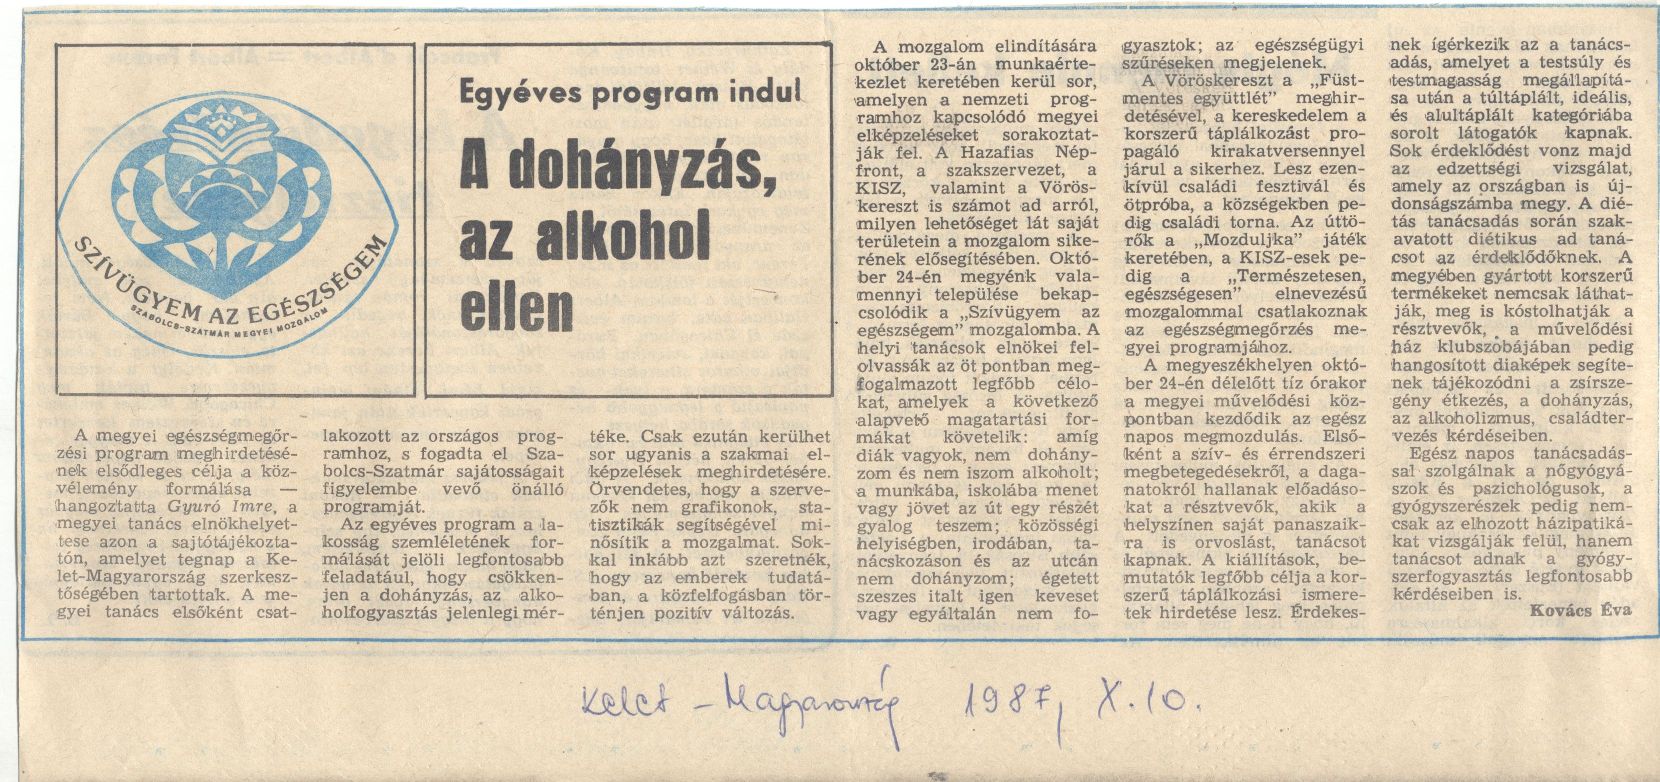 SZÍVÜGYEM AZ EGÉSZSÉGEM
SZABOLCS-SZATMÁR MEGYEI MOZGALOM
Egyéves program indul
A dohányzás,
az alkohol
ellen
A megyei egészségmegőr-
zési program meghirdetésé-
nek elsődleges célja a köz-
vélemény formálása —
hangoztatta Gyuró Imre, a
megyei tanács elnökhelyet-
tese azon a sajtótájékozta-
tón, amelyet tegnap a Ke-
let-Magyarország szerkesz-
tőségében tartottak. A me-
gyei tanács elsőként csat-
lakozott az országos prog-
ramhoz, s fogadta el Sza-
bolcs-Szatmár sajátosságait
figyelembe vevő önálló
programját.
Az egyéves program a la-
kosság szemléletének for-
málását jelöli legfontosabb
feladatául, hogy csökken-
jen a dohányzás, az alko-
holfogyasztás jelenlegi mér-
téke. Csak ezután kerülhet
sor ugyanis a szakmai el-
képzelések meghirdetésére.
Örvendetes, hogy a szerve-
zők nem grafikonok, sta-
tisztikák segítségével mi-
nősítik a mozgalmat. Sok-
kal inkább azt szeretnék,
hogy az emberek tudatá-
ban, a közfelfogásban tör-
ténjen pozitív változás.
A mozgalom elindítására
október 23-án munkaérte-
kezlet keretében kerül sor,
amelyen a nemzeti prog-
ramhoz kapcsolódó megyei
elképzeléseket sorakoztat-
ják fel. A Hazafias Nép-
front, a szakszervezet, a
KISZ, valamint a Vörös-
kereszt is számot ad arról,
milyen lehetőséget lát saját
területein a mozgalom sike-
rének elősegítésében. Októ-
ber 24-én megyénk vala-
mennyi települése bekap-
csolódik a „Szívügyem az
egészségem” mozgalomba. A
helyi tanácsok elnökei fel-
olvassák az öt pontban meg-
fogalmazott legfőbb célo-
kat, amelyek a következő
alapvető magatartási for-
mákat követelik: amíg
diák vagyok, nem dohány-
zom és nem iszom alkoholt;
a munkába, iskolába menet
vagy jövet az út egy részét
gyalog teszem; közösségi
helyiségben, irodában, ta-
nácskozáson és az utcán
nem dohányzom; égetett
szeszes italt igen keveset
vagy egyáltalán nem fo-
gyasztok; az egészségügyi
szűréseken megjelenek.
A Vöröskereszt a „Füst-
mentes együttlét” meghir-
detésével, a kereskedelem a
korszerű táplálkozást pro-
pagáló kirakatversennyel
járul a sikerhez. Lesz ezen-
kívül családi fesztivál és
ötpróba, a községekben pe-
dig családi torna. Az úttö-
rők a „Mozduljka” játék
keretében, a KISZ-esek pe-
dig a „Természetesen,
egészségesen” elnevezésű
mozgalommal csatlakoznak
az egészségmegőrzés me-
gyei programjához.
A megyeszékhelyen októ-
ber 24-én délelőtt tíz órakor
a megyei művelődési köz-
pontban kezdődik az egész
napos megmozdulás. Első-
ként a szív- és érrendszeri
megbetegedésekről, a daga-
natokról hallanak előadáso-
kat a résztvevők, akik a
helyszínen saját panaszaik-
ra is orvoslást, tanácsot
kapnak. A kiállítások, be-
mutatók legfőbb célja a kor-
szerű táplálkozási ismere-
tek hirdetése lesz. Érdekes-
nek ígérkezik az a tanács-
adás, amelyet a testsúly és
testmagasság megállapítá-
sa után a túltáplált, ideális,
és alultáplált kategóriába
sorolt látogatók kapnak.
Sok érdeklődést vonz majd
az edzettségi vizsgálat,
amely az országban is új-
donságszámba megy. A dié-
tás tanácsadás során szak-
avatott diétikus ad taná-
csot az érdeklődőknek. A
megyében gyártott korszerű
termékeket nemcsak láthat-
ják, meg is kóstolhatják a
résztvevők, a művelődési
ház klubszobájában pedig
hangosított diaképek segíte-
nek tájékozódni a zsírsze-
gény étkezés, a dohányzás,
az alkoholizmus, családter-
vezés kérdéseiben.
Egész napos tanácsadás-
sal szolgálnak a nőgyógyá-
szok és pszichológusok, a
gyógyszerészek pedig nem-
csak az elhozott házipatiká-
kat vizsgálják felül, hanem
tanácsot adnak a gyógy-
szerfogyasztás legfontosabb
kérdéseiben is.
Kovács Éva
Kelet-Magyarország 1987, X.10.